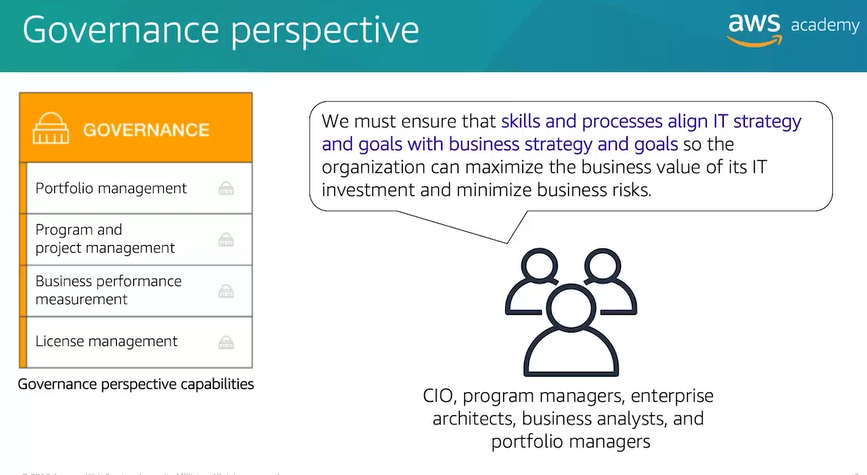 Governance perspective
aws academy
GOVERNANCE
Portfolio management
Program and
project management
Business performance
measurement
License management
Governance perspective capabilities
We must ensure that skills and processes align IT strategy
and goals with business strategy and goals so the
organization can maximize the business value of its IT
investment and minimize business risks.
CIO, program managers, enterprise
architects, business analysts, and
portfolio managers